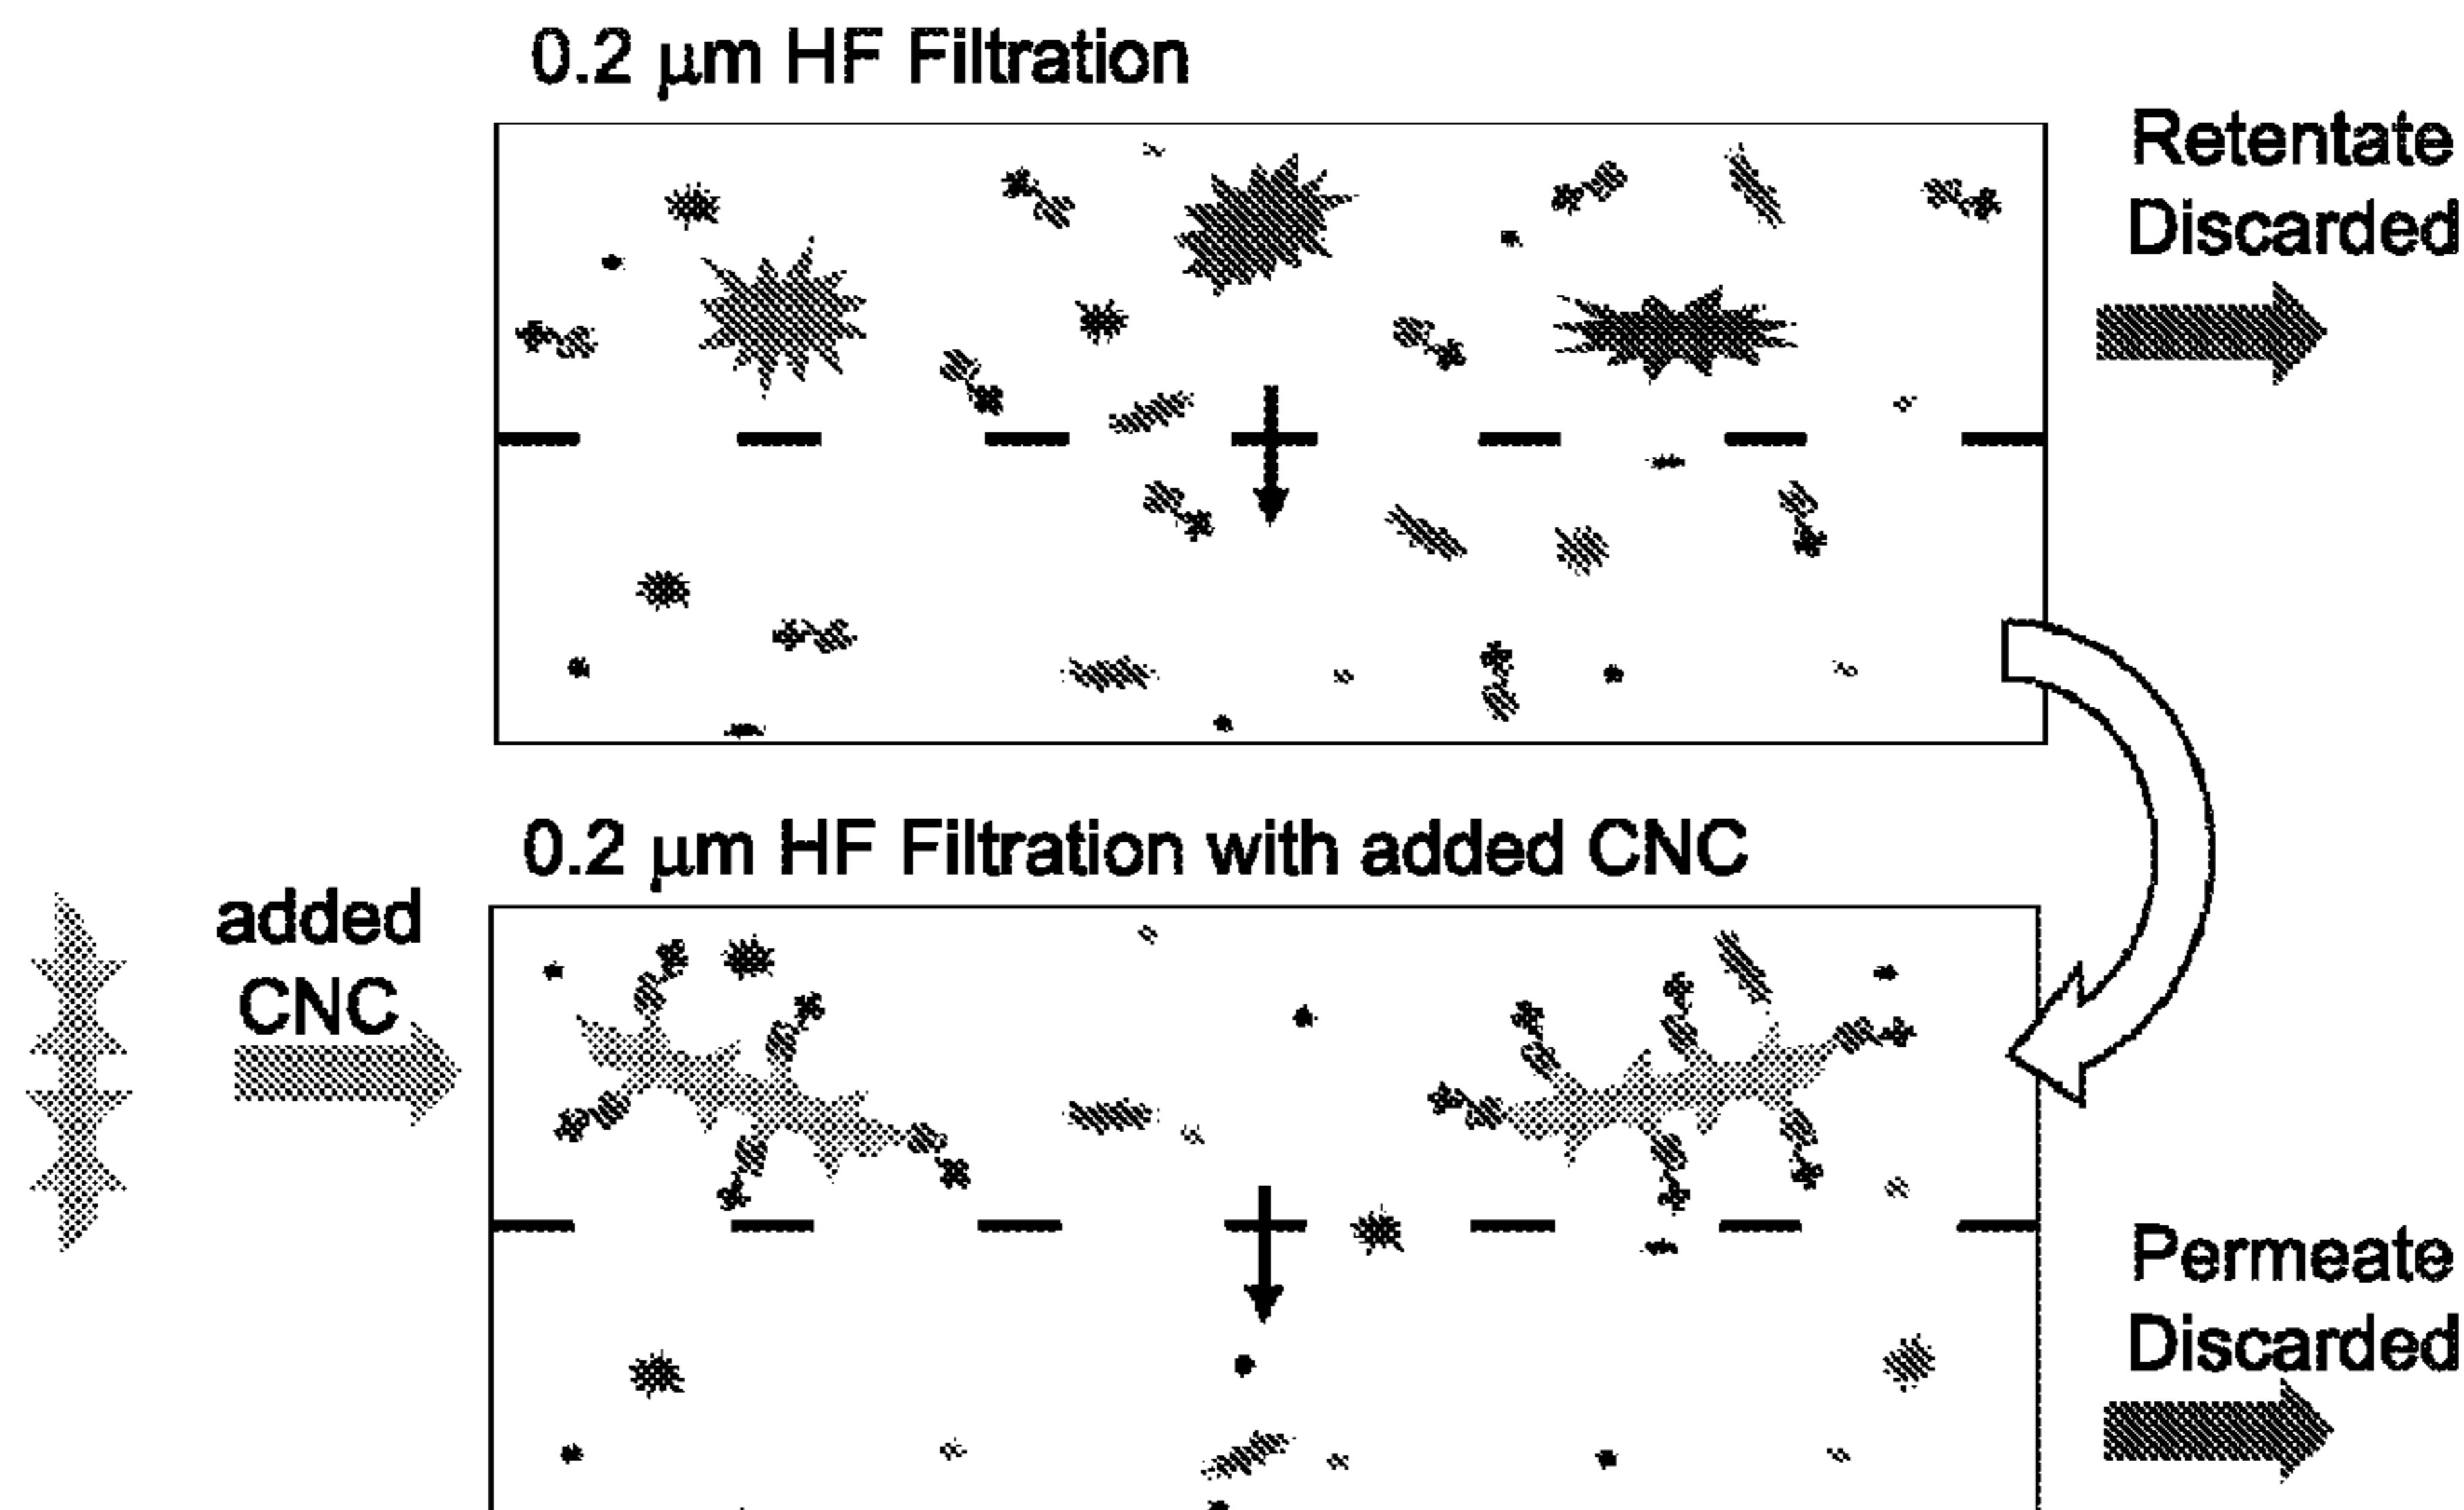 0.2 μm HF Filtration
Retentate
Discarded
0.2 μm HF Filtration with added CNC
added
CNC
Permeate
Discarded